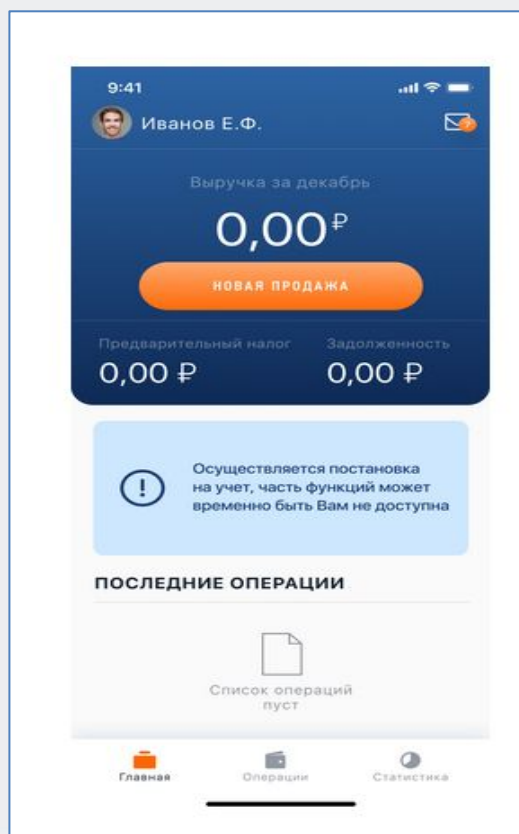 9:41
Иванов Е.Ф.
Выручка за декабрь
0,00 ₽
НОВАЯ ПРОДАЖА
Предварительный налог
Задолженность
0,00 ₽
0,00 ₽
Осуществляется постановка
на учет, часть функций может
временно быть Вам не доступна
ПОСЛЕДНИЕ ОПЕРАЦИИ
Список операций
пуст
Главная
Операции
Статистика